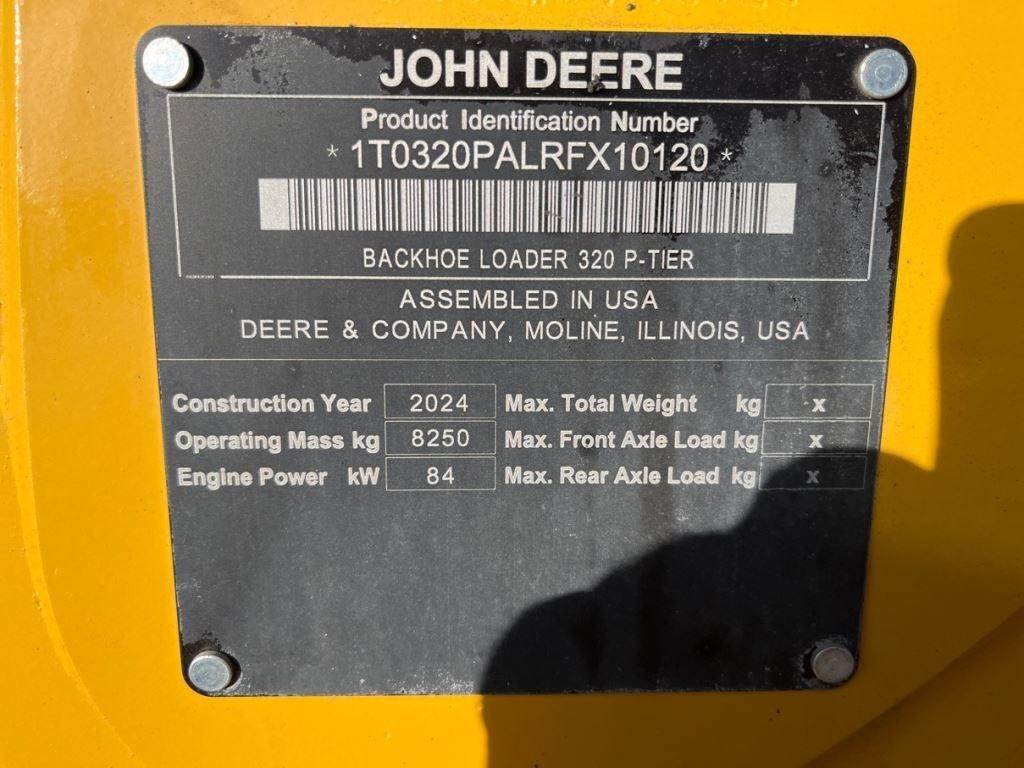 JOHN DEERE
Product Identification Number
* 1T0320PALRFX10120 *
BACKHOE LOADER 320 P-TIER
ASSEMBLED IN USA
DEERE & COMPANY, MOLINE, ILLINOIS, USA
Construction Year 2024 Max. Total Weight kg x
Operating Mass kg 8250 Max. Front Axle Load kg x
Engine Power kW 84 Max. Rear Axle Load kg x